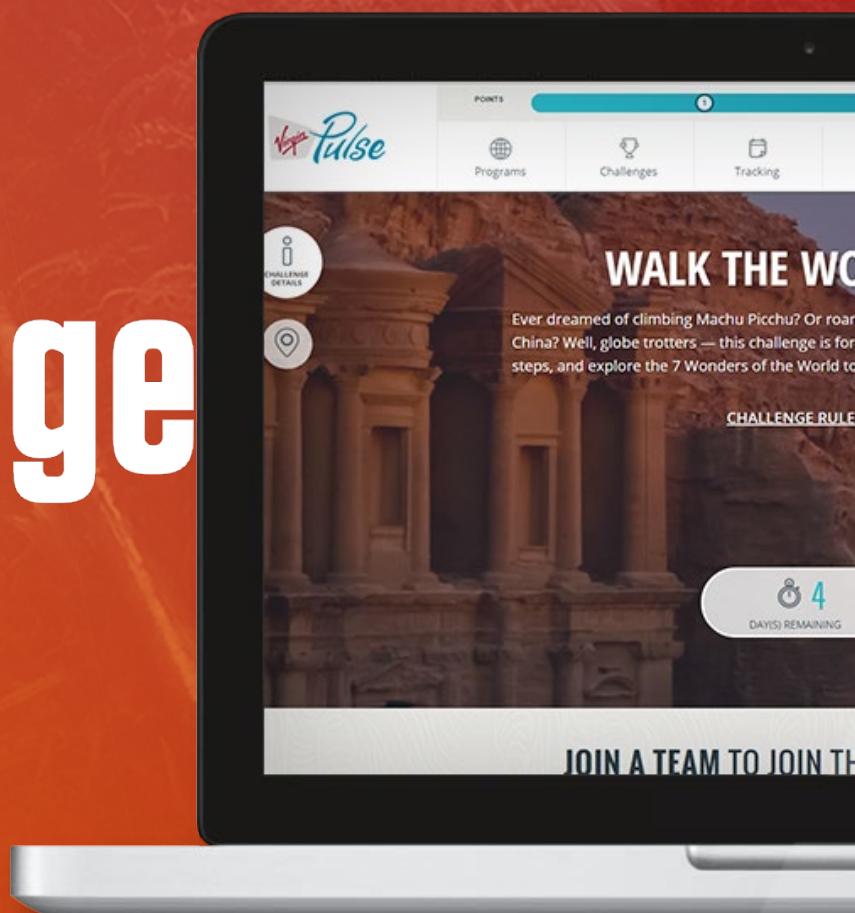 ge
Virgin Pulse
POINTS
1
Programs
Challenges
Tracking
CHALLENGE
DETAILS
WALK THE WO
Ever dreamed of climbing Machu Picchu? Or roar
China? Well, globe trotters — this challenge is for
steps, and explore the 7 Wonders of the World to
CHALLENGE RULE
4
DAY(S) REMAINING
JOIN A TEAM TO JOIN TH